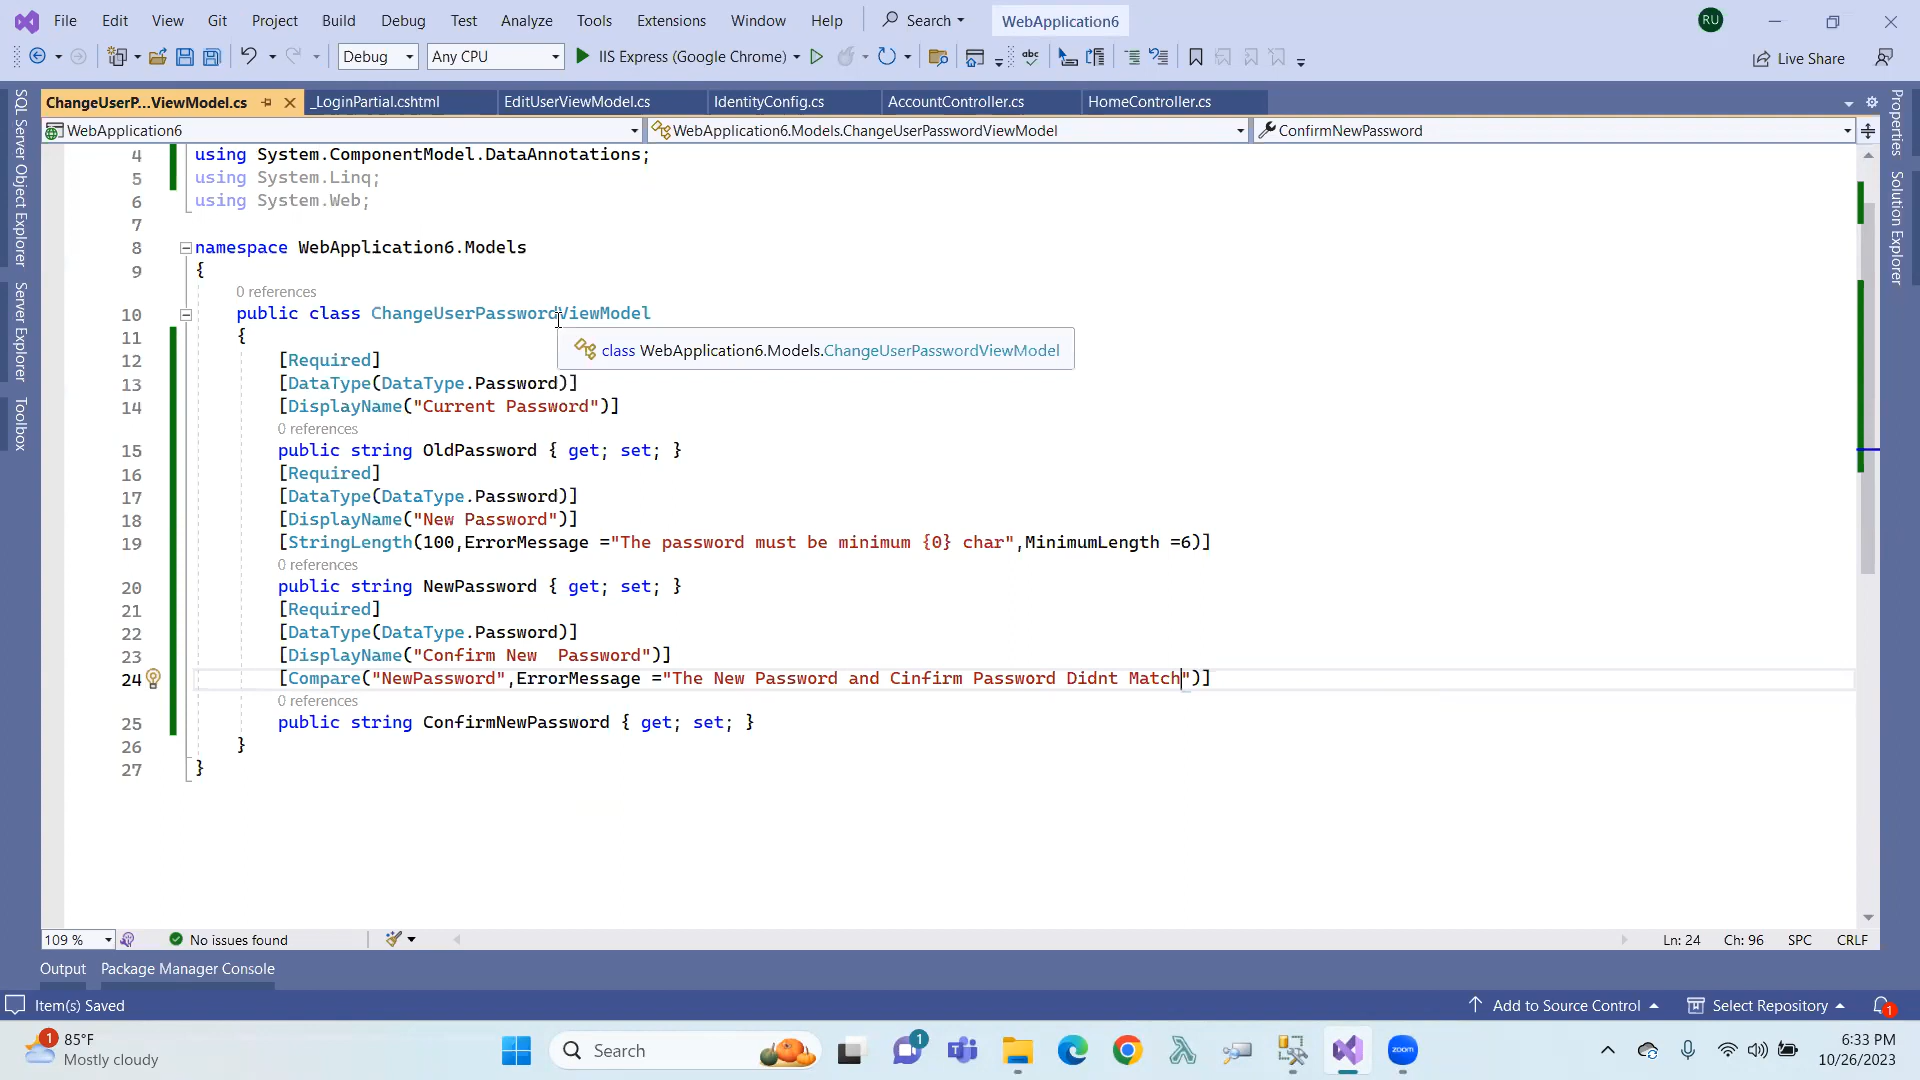 File Edit View Git Project Build Debug Test Analyze Tools Extensions Window Help Search WebApplication6 RU
Debug Any CPU IIS Express (Google Chrome) Live Share
ChangeUserP...ViewModel.cs _LoginPartial.cshtml EditUserViewModel.cs IdentityConfig.cs AccountController.cs HomeController.cs
WebApplication6 WebApplication6.Models.ChangeUserPasswordViewModel ConfirmNewPassword
SQL Server Object Explorer
Server Explorer
Toolbox
Properties
Solution Explorer
4 using System.ComponentModel.DataAnnotations;
5 using System.Linq;
6 using System.Web;
7
8 namespace WebApplication6.Models
9 {
0 references
10 public class ChangeUserPasswordViewModel
11 {
class WebApplication6.Models.ChangeUserPasswordViewModel
12 [Required]
13 [DataType(DataType.Password)]
14 [DisplayName("Current Password")]
0 references
15 public string OldPassword { get; set; }
16 [Required]
17 [DataType(DataType.Password)]
18 [DisplayName("New Password")]
19 [StringLength(100,ErrorMessage ="The password must be minimum {0} char",MinimumLength =6)]
0 references
20 public string NewPassword { get; set; }
21 [Required]
22 [DataType(DataType.Password)]
23 [DisplayName("Confirm New  Password")]
24 [Compare("NewPassword",ErrorMessage ="The New Password and Cinfirm Password Didnt Match")]
0 references
25 public string ConfirmNewPassword { get; set; }
26 }
27 }
109 % No issues found Ln: 24 Ch: 96 SPC CRLF
Output Package Manager Console
Item(s) Saved Add to Source Control Select Repository 1
1 85°F
Mostly cloudy
Search
1
zoom
6:33 PM
10/26/2023